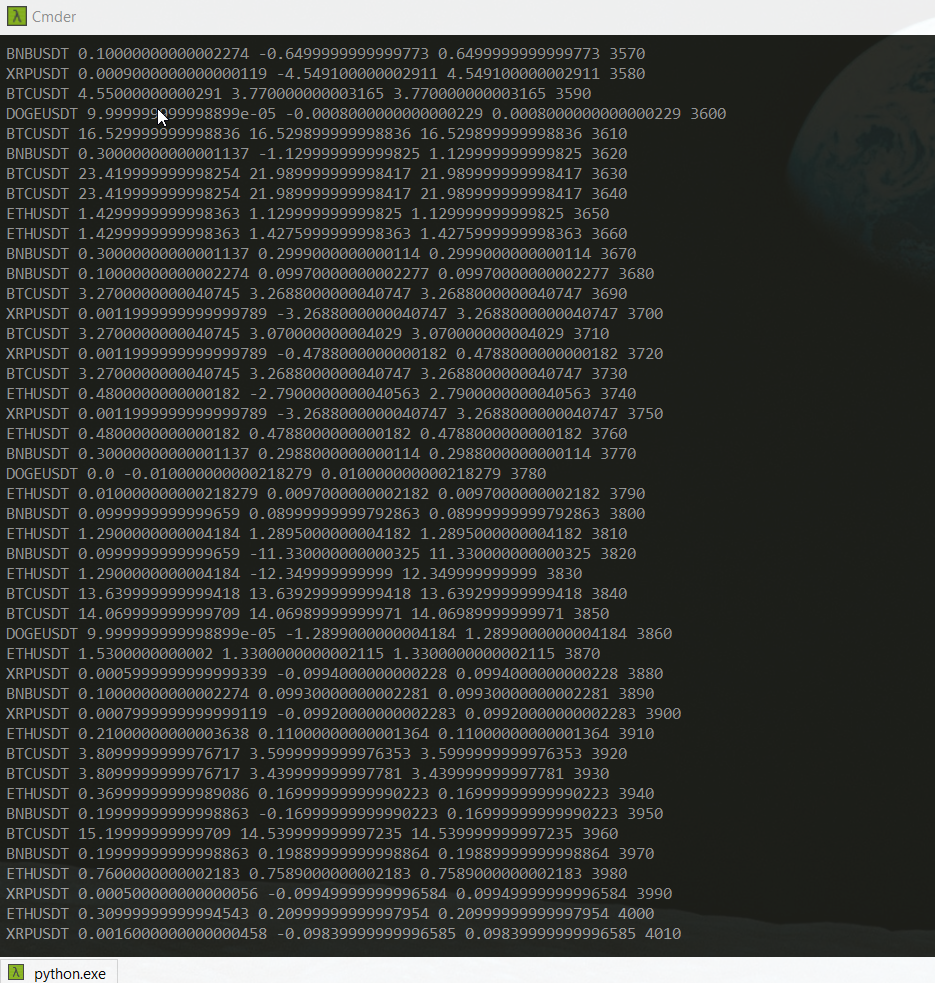 Cmder
BNBUSDT 0.10000000000002274 -0.6499999999999773 0.6499999999999773 3570
XRPUSDT 0.0009000000000000119 -4.549100000002911 4.549100000002911 3580
BTCUSDT 4.55000000000291 3.770000000003165 3.770000000003165 3590
DOGEUSDT 9.999999999998899e-05 -0.0008000000000000229 0.0008000000000000229 3600
BTCUSDT 16.529999999998836 16.529899999998836 16.529899999998836 3610
BNBUSDT 0.30000000000001137 -1.129999999999825 1.129999999999825 3620
BTCUSDT 23.419999999998254 21.989999999998417 21.989999999998417 3630
BTCUSDT 23.419999999998254 21.989999999998417 21.989999999998417 3640
ETHUSDT 1.4299999999998363 1.129999999999825 1.129999999999825 3650
ETHUSDT 1.4299999999998363 1.4275999999998363 1.4275999999998363 3660
BNBUSDT 0.30000000000001137 0.2999000000000114 0.2999000000000114 3670
BNBUSDT 0.10000000000002274 0.09970000000002277 0.09970000000002277 3680
BTCUSDT 3.2700000000040745 3.2688000000040747 3.2688000000040747 3690
XRPUSDT 0.0011999999999999789 -3.2688000000040747 3.2688000000040747 3700
BTCUSDT 3.2700000000040745 3.070000000004029 3.070000000004029 3710
XRPUSDT 0.0011999999999999789 -0.4788000000000182 0.4788000000000182 3720
BTCUSDT 3.2700000000040745 3.2688000000040747 3.2688000000040747 3730
ETHUSDT 0.4800000000000182 -2.7900000000040563 2.7900000000040563 3740
XRPUSDT 0.0011999999999999789 -3.2688000000040747 3.2688000000040747 3750
ETHUSDT 0.4800000000000182 0.4788000000000182 0.4788000000000182 3760
BNBUSDT 0.30000000000001137 0.2988000000000114 0.2988000000000114 3770
DOGEUSDT 0.0 -0.010000000000218279 0.010000000000218279 3780
ETHUSDT 0.010000000000218279 0.0097000000002182 0.0097000000002182 3790
BNBUSDT 0.0999999999999659 0.08999999999792863 0.08999999999792863 3800
ETHUSDT 1.2900000000004184 1.2895000000004182 1.2895000000004182 3810
BNBUSDT 0.0999999999999659 -11.330000000000325 11.330000000000325 3820
ETHUSDT 1.2900000000004184 -12.349999999999 12.349999999999 3830
BTCUSDT 13.639999999999418 13.639299999999418 13.639299999999418 3840
BTCUSDT 14.069999999999709 14.06989999999971 14.06989999999971 3850
DOGEUSDT 9.999999999998899e-05 -1.2899000000004184 1.2899000000004184 3860
ETHUSDT 1.5300000000002 1.3300000000002115 1.3300000000002115 3870
XRPUSDT 0.0005999999999999339 -0.0994000000000228 0.0994000000000228 3880
BNBUSDT 0.10000000000002274 0.09930000000002281 0.09930000000002281 3890
XRPUSDT 0.0007999999999999119 -0.09920000000002283 0.09920000000002283 3900
ETHUSDT 0.21000000000003638 0.11000000000001364 0.11000000000001364 3910
BTCUSDT 3.8099999999976717 3.5999999999976353 3.5999999999976353 3920
BTCUSDT 3.8099999999976717 3.439999999997781 3.439999999997781 3930
ETHUSDT 0.36999999999989086 0.16999999999990223 0.16999999999990223 3940
BNBUSDT 0.19999999999998863 -0.16999999999990223 0.16999999999990223 3950
BTCUSDT 15.19999999999709 14.539999999997235 14.539999999997235 3960
BNBUSDT 0.19999999999998863 0.19889999999998864 0.19889999999998864 3970
ETHUSDT 0.7600000000002183 0.7589000000002183 0.7589000000002183 3980
XRPUSDT 0.000500000000000056 -0.09949999999996584 0.09949999999996584 3990
ETHUSDT 0.30999999999994543 0.20999999999997954 0.20999999999997954 4000
XRPUSDT 0.0016000000000000458 -0.09839999999996585 0.09839999999996585 4010
python.exe